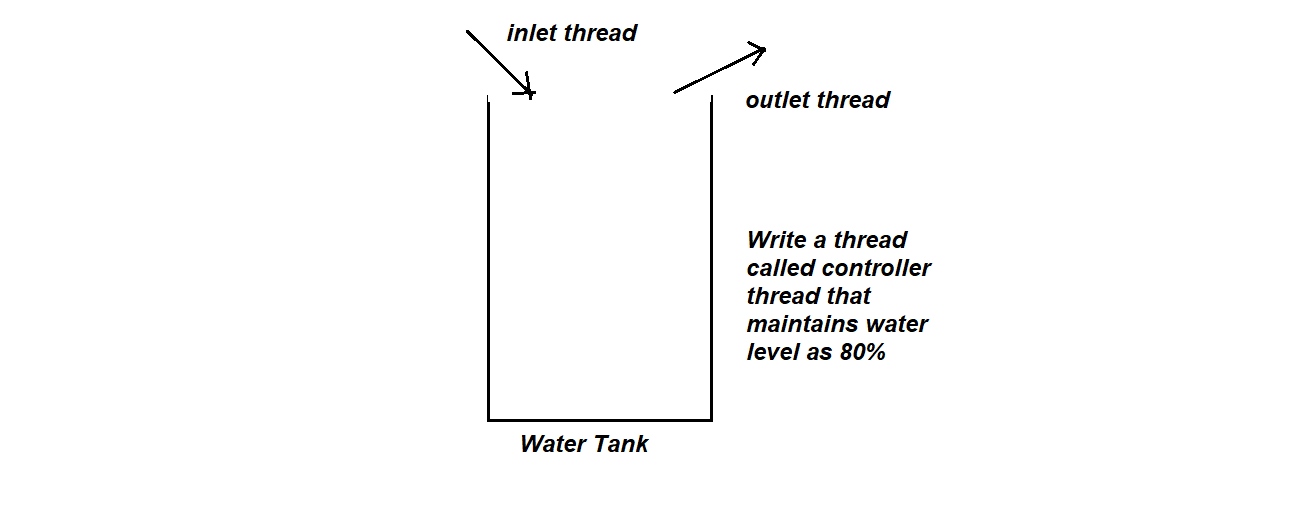 inlet thread
outlet thread
Write a thread
called controller
thread that
maintains water
level as 80%
Water Tank